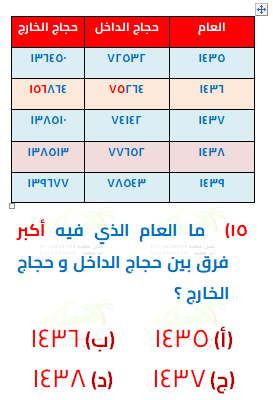 العام حجاج الداخل حجاج الخارج
١٤٣٥ ٧٢٥٣٢ ١٣٦٤٥٠
١٤٣٦ ٧٥٢٦٤ ١٥٦٨٦٤
١٤٣٧ ٧٤١٤٢ ١٣٨٥١٠
١٤٣٨ ٧٧٦٥٢ ١٣٨٥١٣
١٤٣٩ ٧٨٥٤٣ ١٣٩٦٧٧
١٥) ما العام الذي فيه أكبر
فرق بين حجاج الداخل و حجاج
الخارج ؟
(أ) ١٤٣٥ (ب) ١٤٣٦
(ج) ١٤٣٧ (د) ١٤٣٨